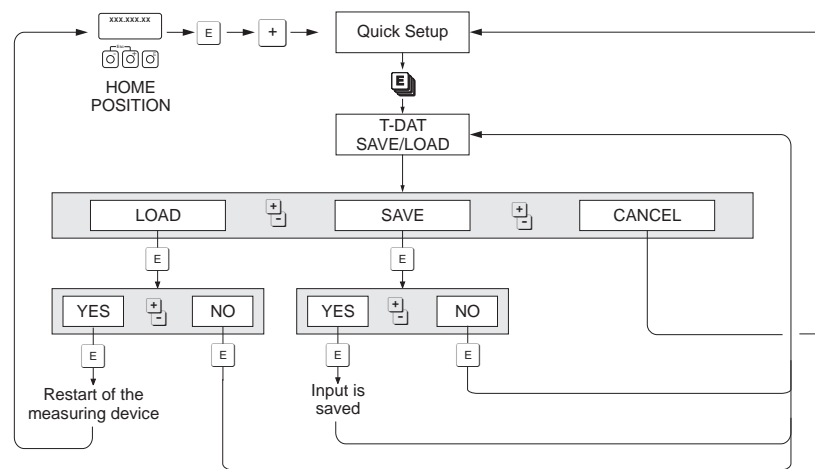 xxx.xxx.xx
E
+
Quick Setup
Esc
HOME
POSITION
E
T-DAT
SAVE/LOAD
LOAD
+
-
SAVE
+
-
CANCEL
E
E
YES
+
-
NO
YES
+
-
NO
E
E
E
E
Restart of the
measuring device
Input is
saved